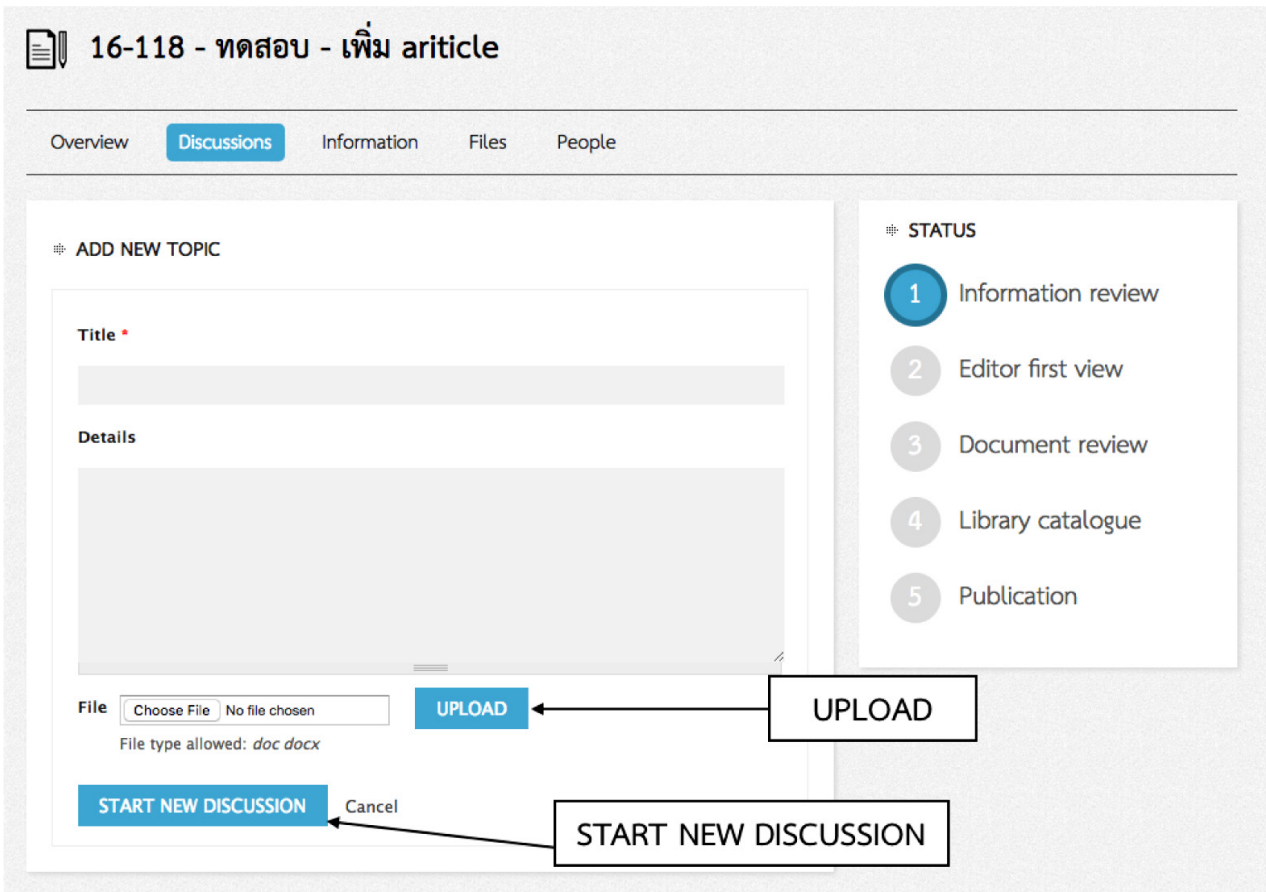 16-118 - ทดสอบ - เพิ่ม ariticle
Overview Discussions Information Files People
ADD NEW TOPIC
Title *
Details
File Choose File No file chosen UPLOAD
File type allowed: doc docx
START NEW DISCUSSION Cancel
STATUS
1 Information review
2 Editor first view
3 Document review
4 Library catalogue
5 Publication
UPLOAD
START NEW DISCUSSION